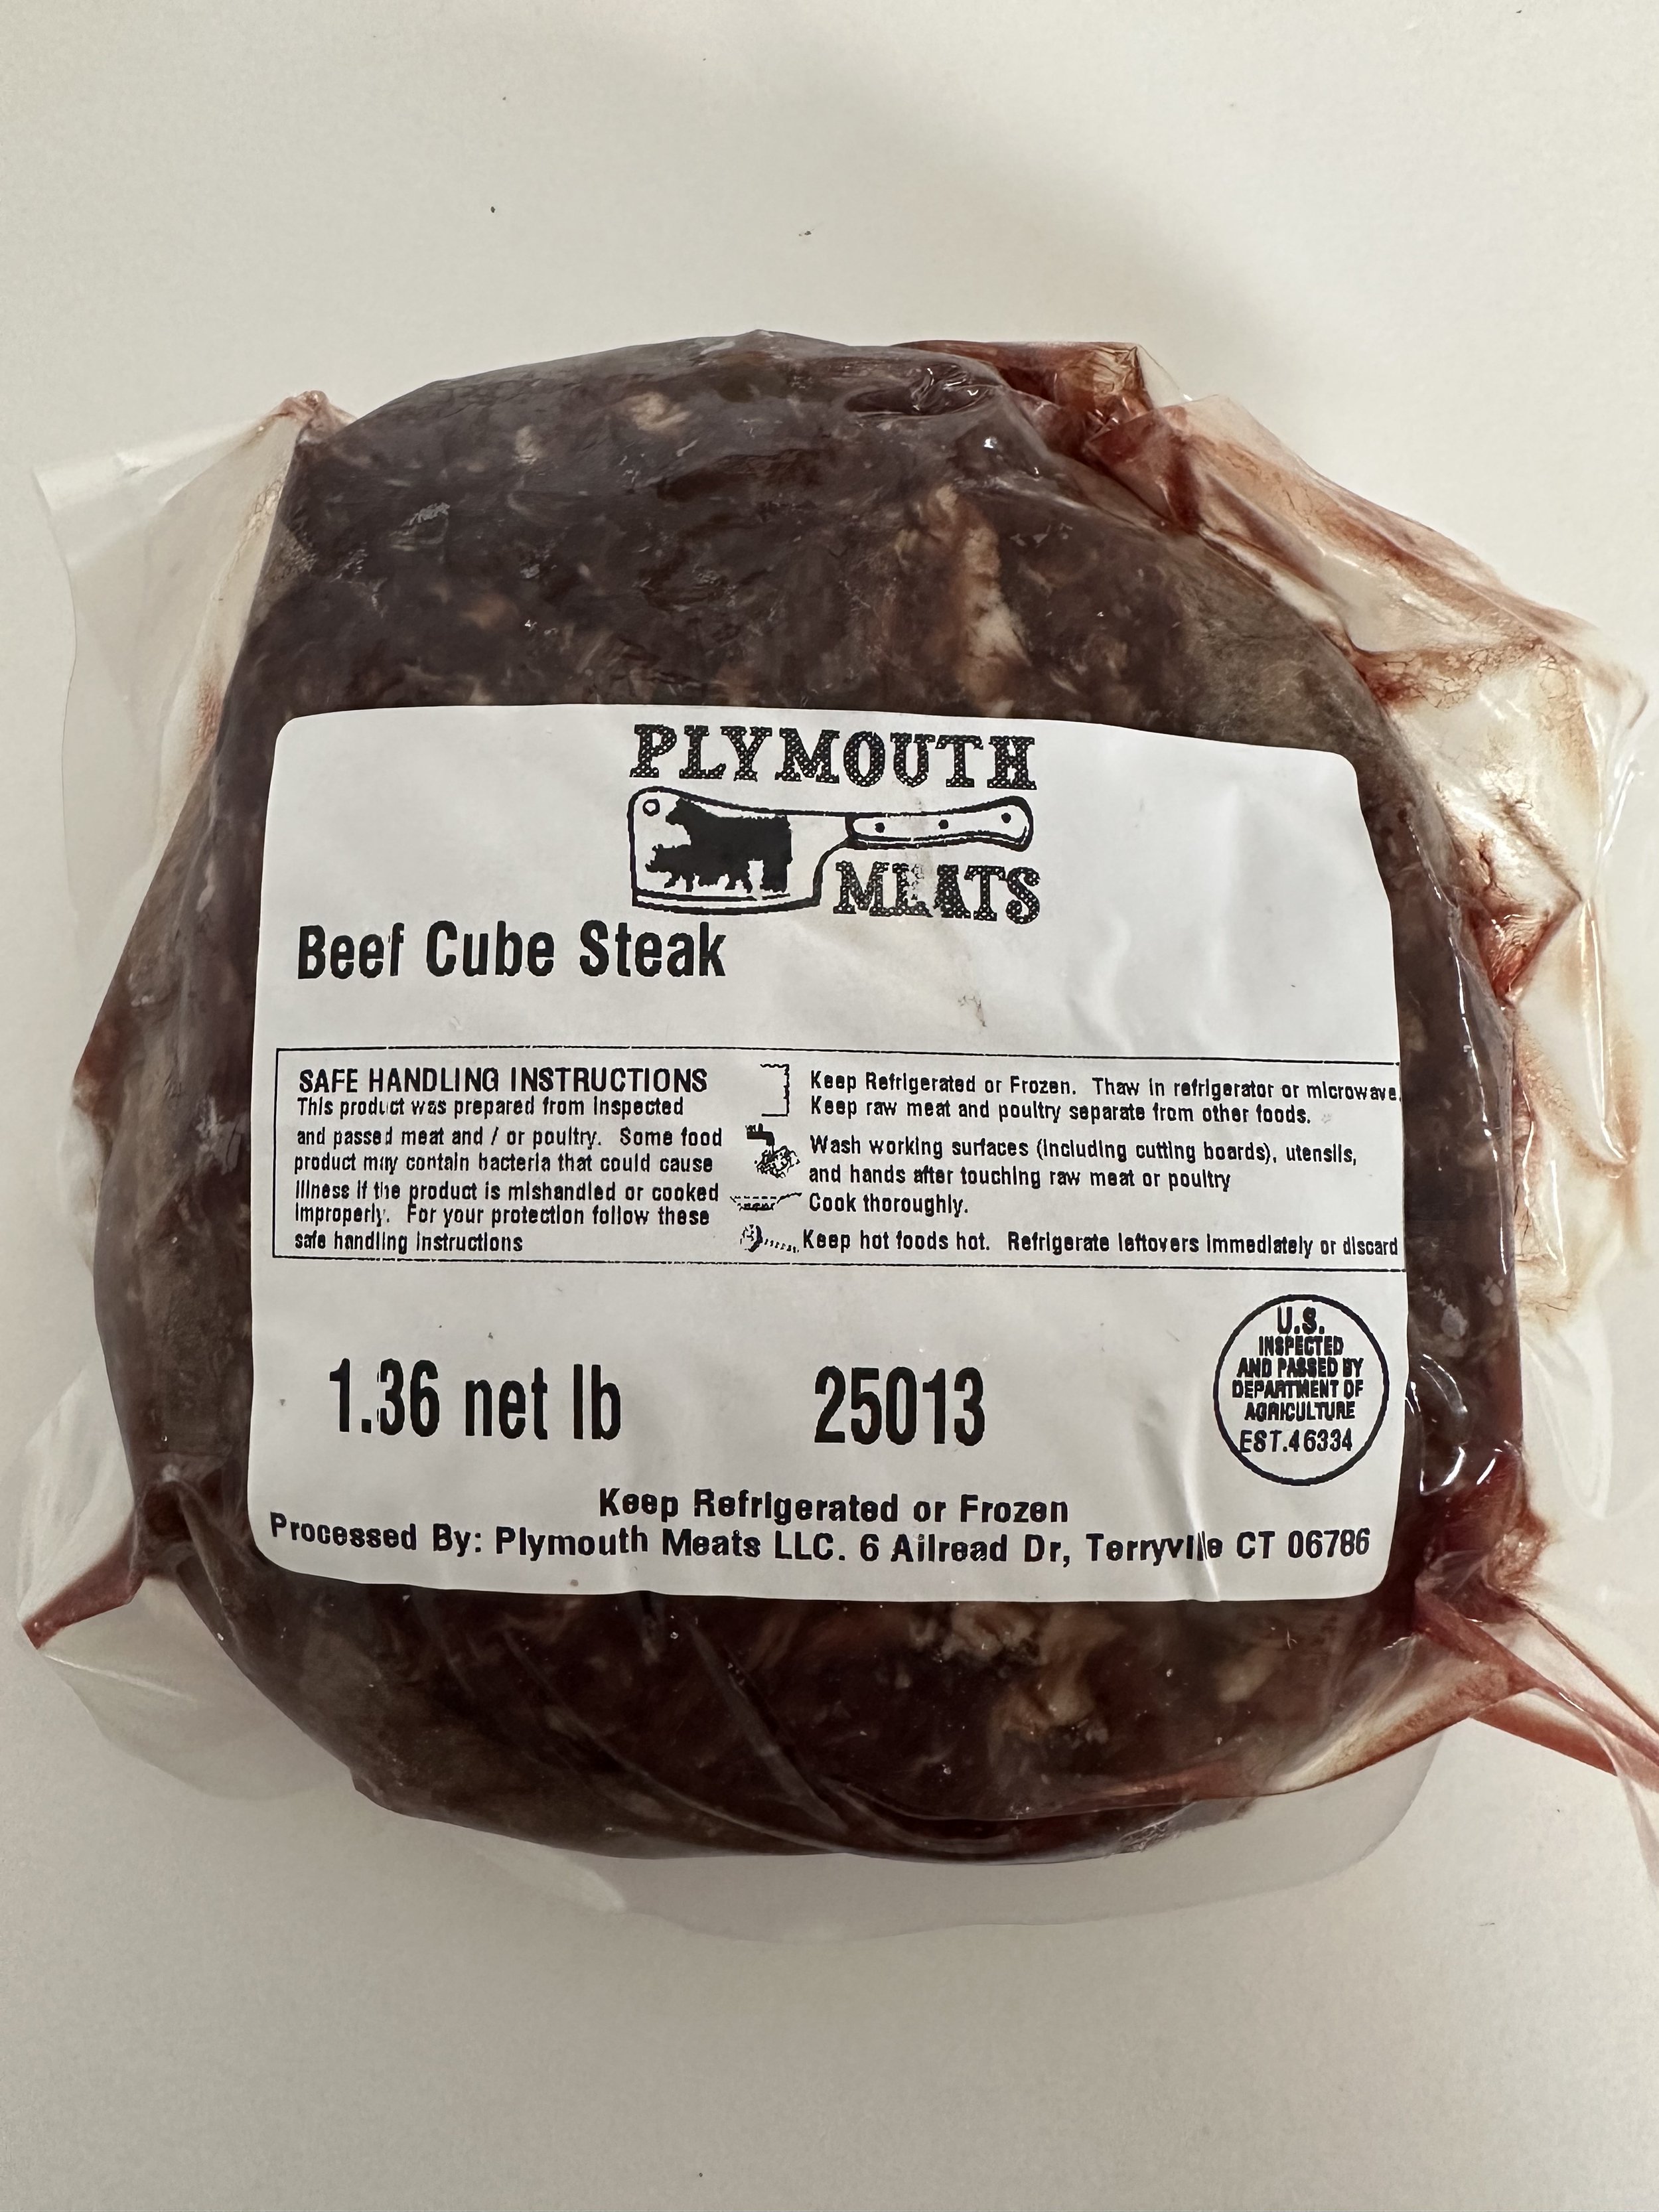 PLYMOUTH
MEATS
Beef Cube Steak
SAFE HANDLING INSTRUCTIONS
This product was prepared from inspected
and passed meat and / or poultry. Some food
product may contain bacteria that could cause
illness if the product is mishandled or cooked
improperly. For your protection follow these
safe handling instructions
Keep Refrigerated or Frozen. Thaw in refrigerator or microwave.
Keep raw meat and poultry separate from other foods.
Wash working surfaces (including cutting boards), utensils,
and hands after touching raw meat or poultry
Cook thoroughly.
Keep hot foods hot. Refrigerate leftovers immediately or discard
1.36 net lb
25013
U.S.
INSPECTED
AND PASSED BY
DEPARTMENT OF
AGRICULTURE
EST.46334
Keep Refrigerated or Frozen
Processed By: Plymouth Meats LLC. 6 Ailread Dr, Terryville CT 06786